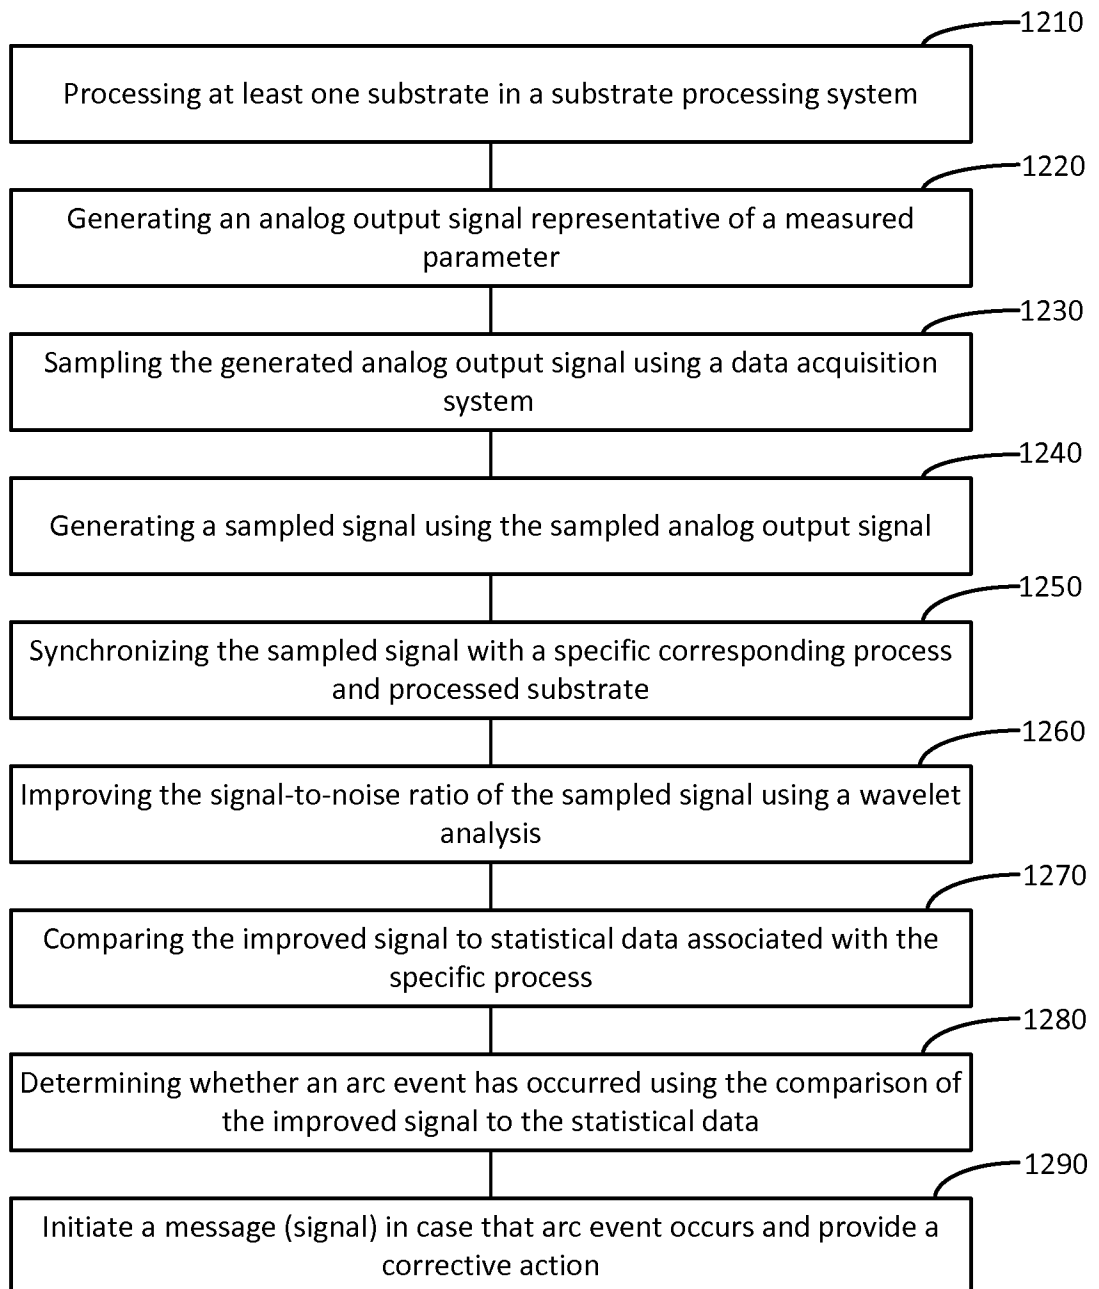 1210
Processing at least one substrate in a substrate processing system
1220
Generating an analog output signal representative of a measured
parameter
1230
Sampling the generated analog output signal using a data acquisition
system
1240
Generating a sampled signal using the sampled analog output signal
1250
Synchronizing the sampled signal with a specific corresponding process
and processed substrate
1260
Improving the signal-to-noise ratio of the sampled signal using a wavelet
analysis
1270
Comparing the improved signal to statistical data associated with the
specific process
1280
Determining whether an arc event has occurred using the comparison of
the improved signal to the statistical data
1290
Initiate a message (signal) in case that arc event occurs and provide a
corrective action